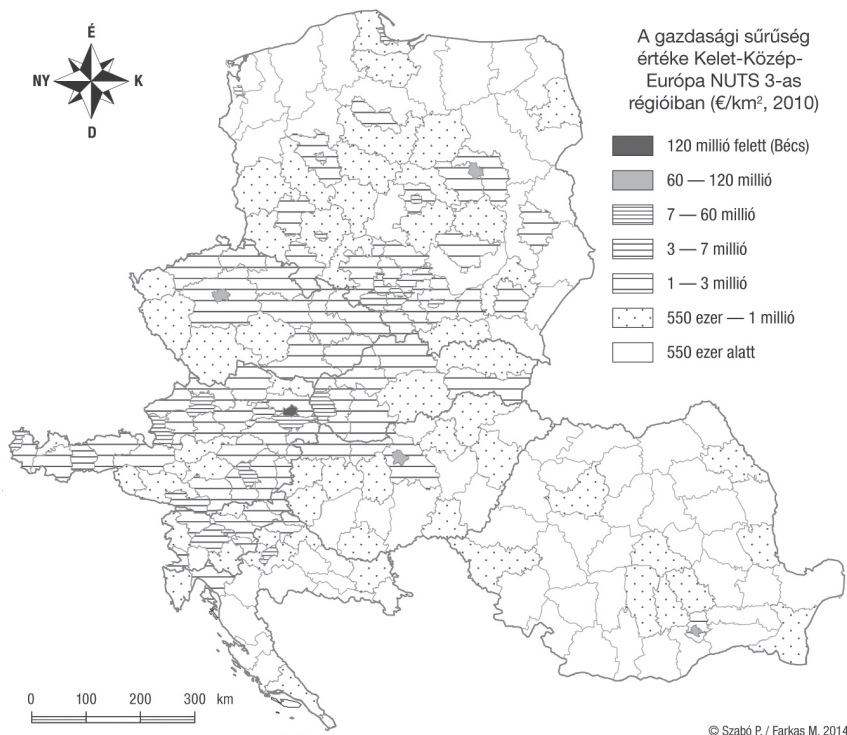 É
NY
K
D
A gazdasági sűrűség
értéke Kelet-Közép-
Európa NUTS 3-as
régióiban (€/km², 2010)
120 millió felett (Bécs)
60 — 120 millió
7 — 60 millió
3 — 7 millió
1 — 3 millió
550 ezer — 1 millió
550 ezer alatt
0 100 200 300 km
© Szabó P. / Farkas M. 2014